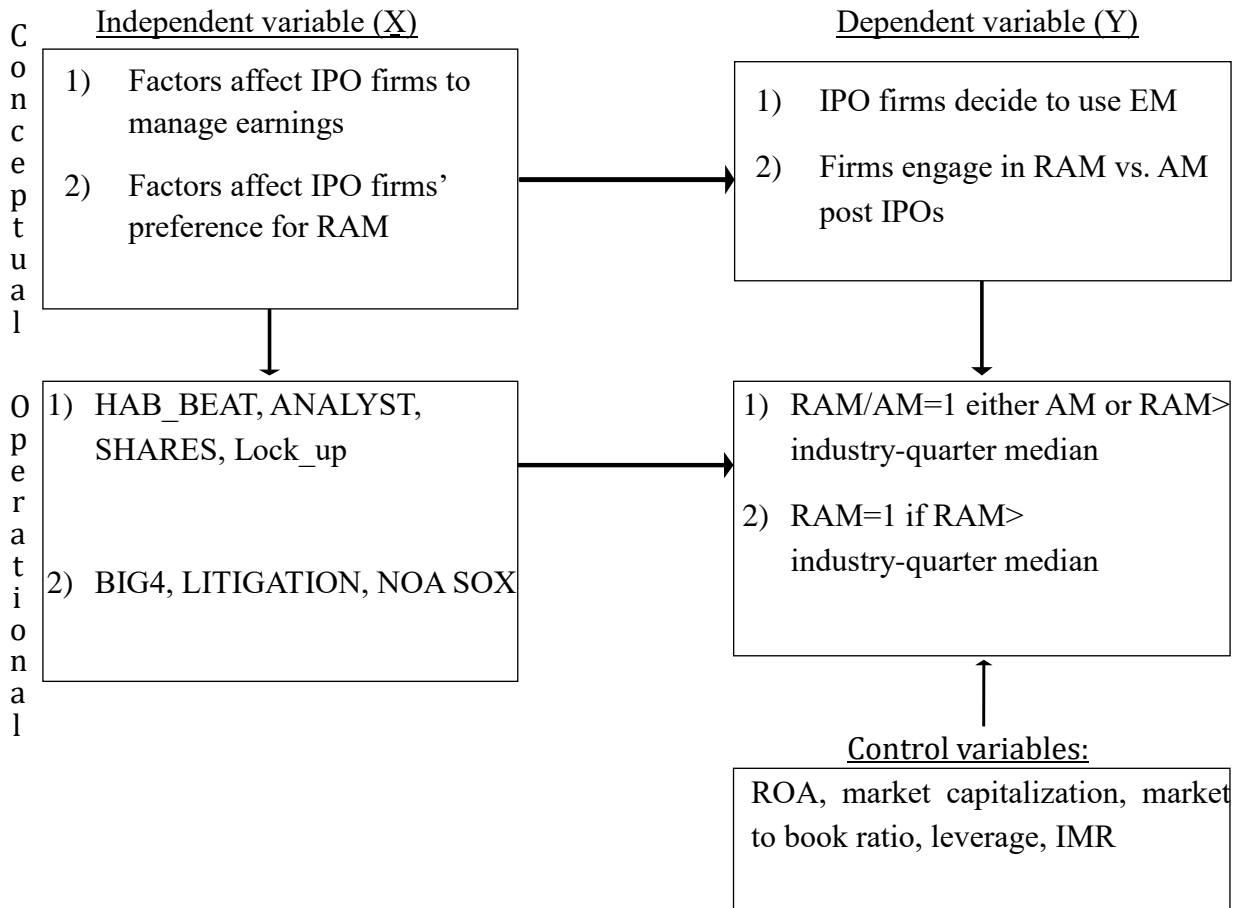 Conceptual
Independent variable (X)
1) Factors affect IPO firms to
manage earnings
2) Factors affect IPO firms’
preference for RAM
Dependent variable (Y)
1) IPO firms decide to use EM
2) Firms engage in RAM vs. AM
post IPOs
Operational
1) HAB_BEAT, ANALYST,
SHARES, Lock_up
2) BIG4, LITIGATION, NOA SOX
1) RAM/AM=1 either AM or RAM>
industry-quarter median
2) RAM=1 if RAM>
industry-quarter median
Control variables:
ROA, market capitalization, market
to book ratio, leverage, IMR